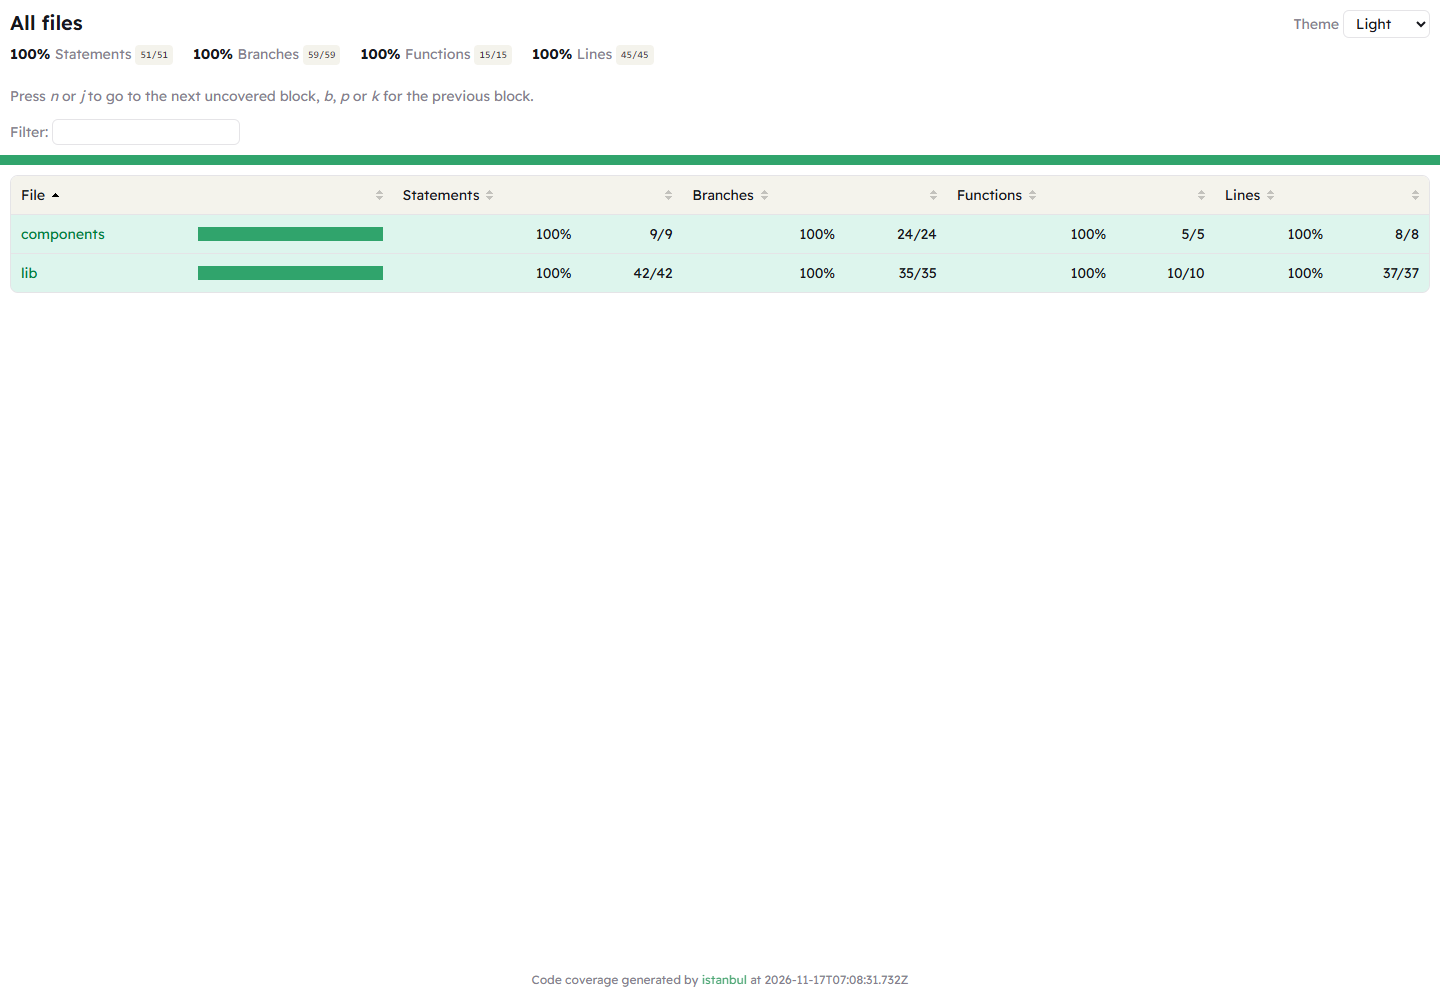 All files
Theme Light
100% Statements 51/51 100% Branches 59/59 100% Functions 15/15 100% Lines 45/45
Press n or j to go to the next uncovered block, b, p or k for the previous block.
Filter:
File Statements Branches Functions Lines
components 100% 9/9 100% 24/24 100% 5/5 100% 8/8
lib 100% 42/42 100% 35/35 100% 10/10 100% 37/37
Code coverage generated by istanbul at 2026-11-17T07:08:31.732Z